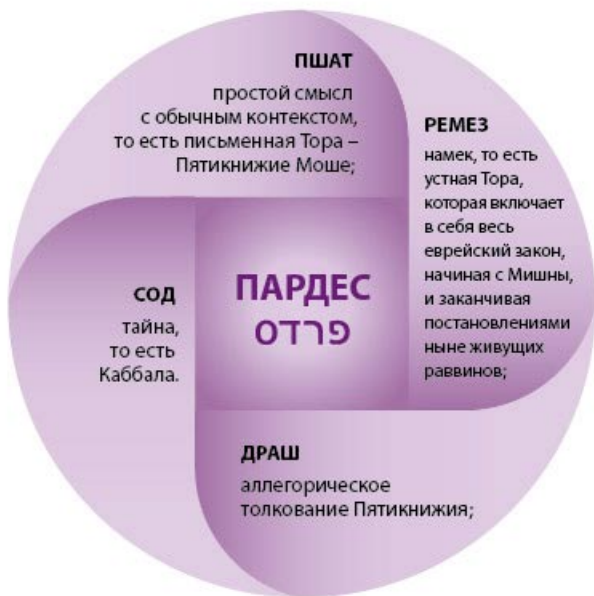 ПШАТ
простой смысл
с обычным контекстом,
то есть письменная Тора –
Пятикнижие Моше;
РЕМЕЗ
намек, то есть
устная Тора,
которая включает
в себя весь
еврейский закон,
начиная с Мишны,
и заканчивая
постановлениями
ныне живущих
раввинов;
ПАРДЕС
פרדס
ДРАШ
аллегорическое
толкование Пятикнижия;
СОД
тайна,
то есть
Каббала.